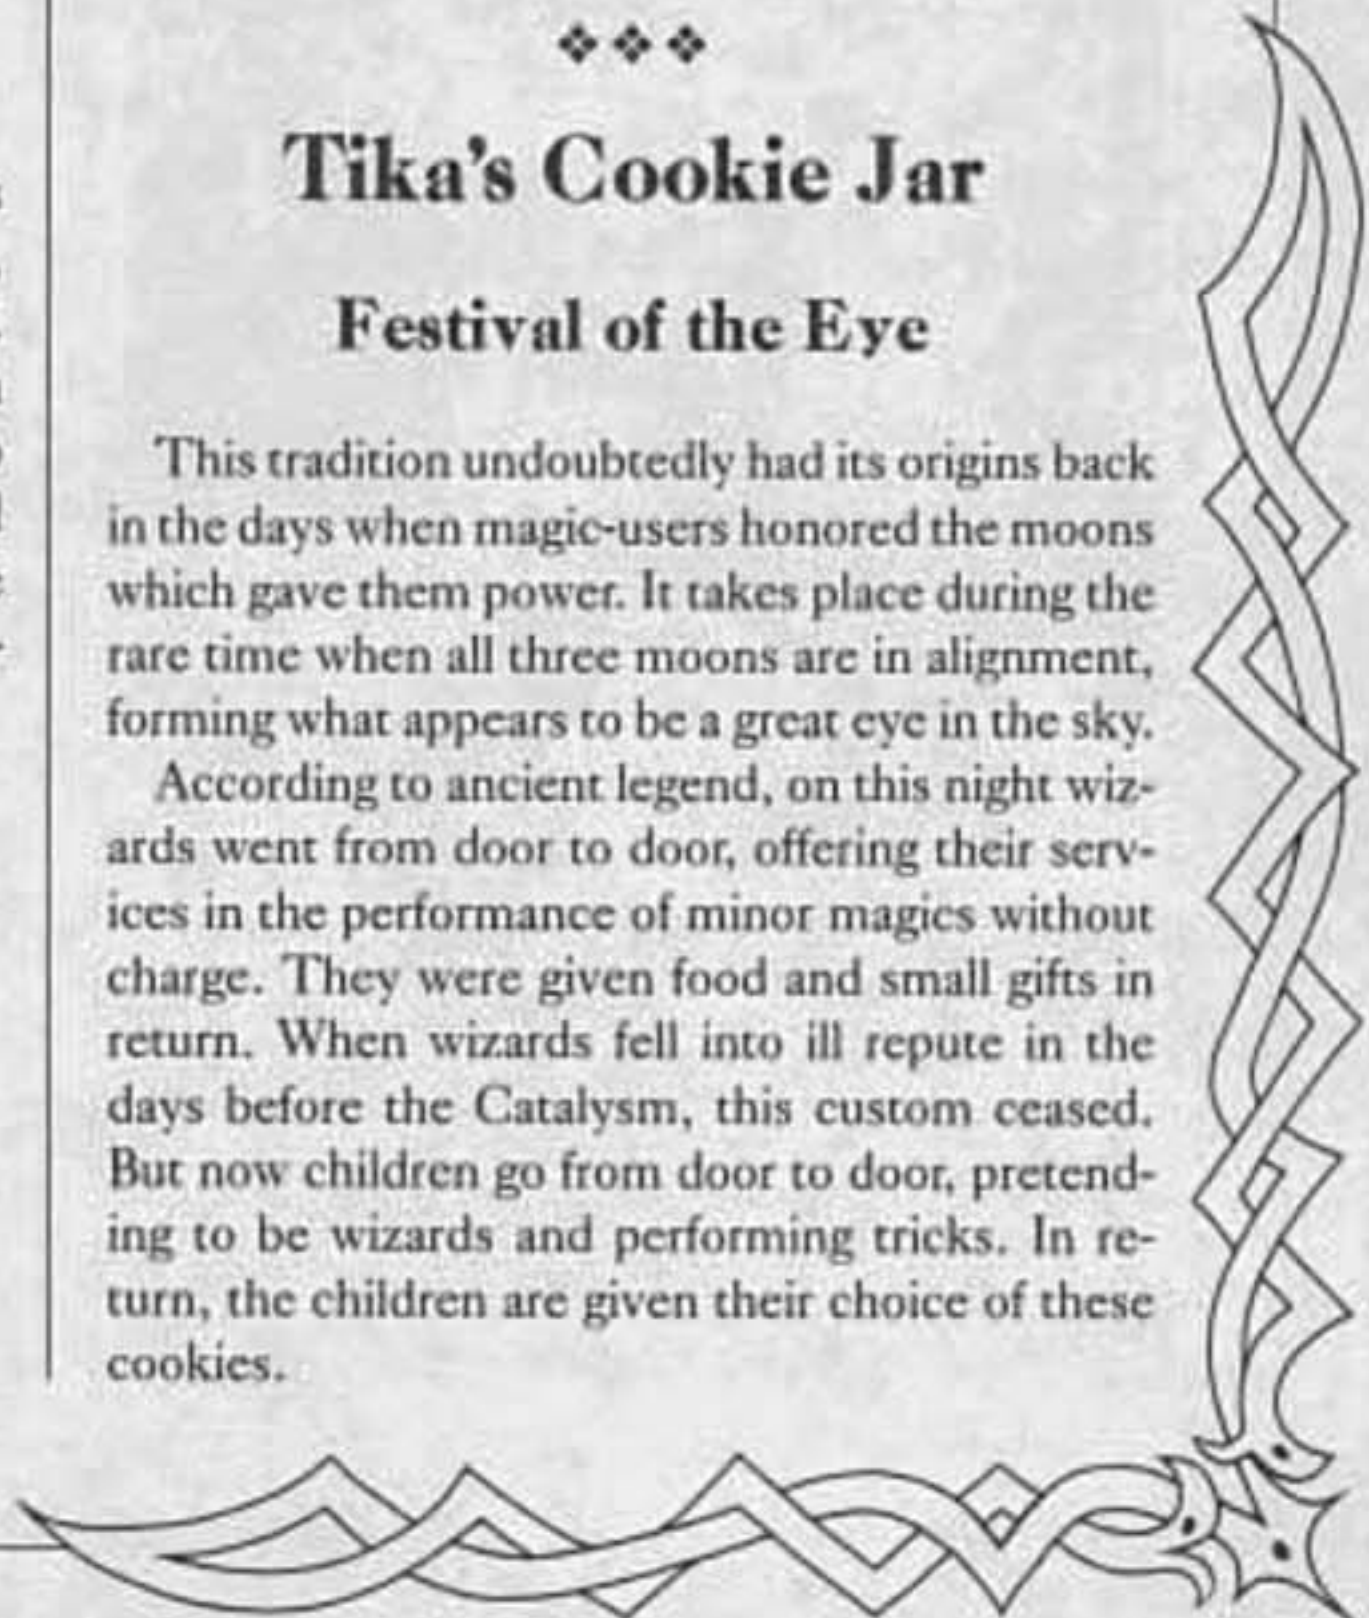 Tika's Cookie Jar
Festival of the Eye
This tradition undoubtedly had its origins back
in the days when magic-users honored the moons
which gave them power. It takes place during the
rare time when all three moons are in alignment,
forming what appears to be a great eye in the sky.
According to ancient legend, on this night wiz-
ards went from door to door, offering their serv-
ices in the performance of minor magics without
charge. They were given food and small gifts in
return. When wizards fell into ill repute in the
days before the Catalysm, this custom ceased.
But now children go from door to door, pretend-
ing to be wizards and performing tricks. In re-
turn, the children are given their choice of these
cookies.